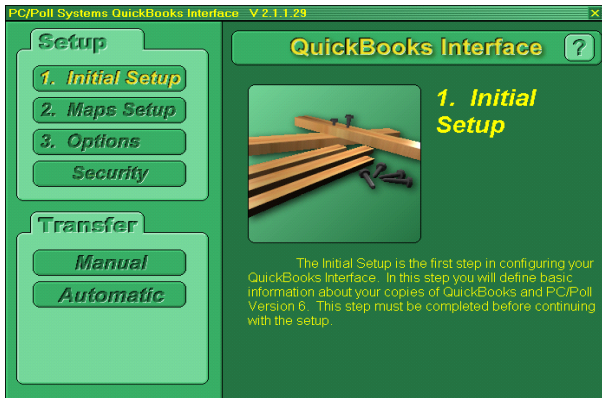 PC/Poll Systems QuickBooks Interface V 2.1.1.29
Setup
1. Initial Setup
2. Maps Setup
3. Options
Security
Transfer
Manual
Automatic
QuickBooks Interface ?
1. Initial
Setup
The Initial Setup is the first step in configuring your
QuickBooks Interface. In this step you will define basic
information about your copies of QuickBooks and PC/Poll
Version 6. This step must be completed before continuing
with the setup.